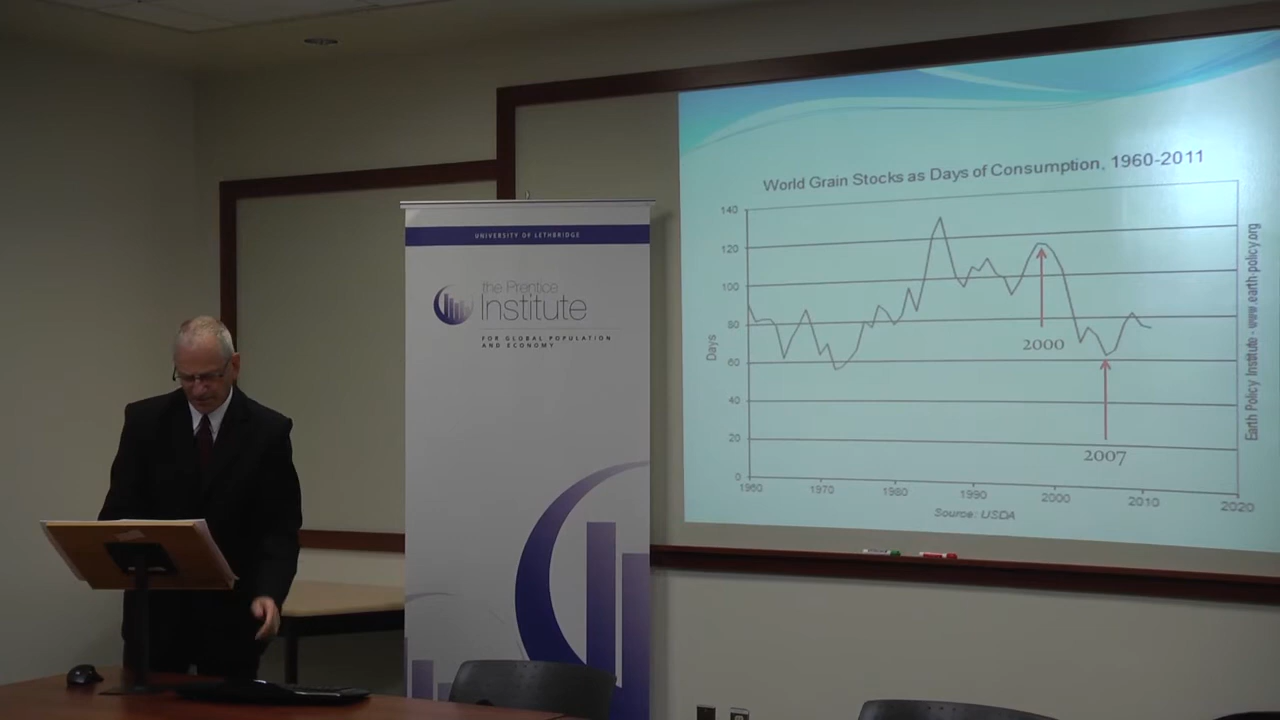 UNIVERSITY OF LETHBRIDGE
the Prentice
Institute
FOR GLOBAL POPULATION
AND ECONOMY
World Grain Stocks as Days of Consumption, 1960-2011
140
120
100
80
60
40
20
0
Days
2000
2007
1960
1970
1980
1990
2000
2010
2020
Source: USDA
Earth Policy Institute - www.earth-policy.org